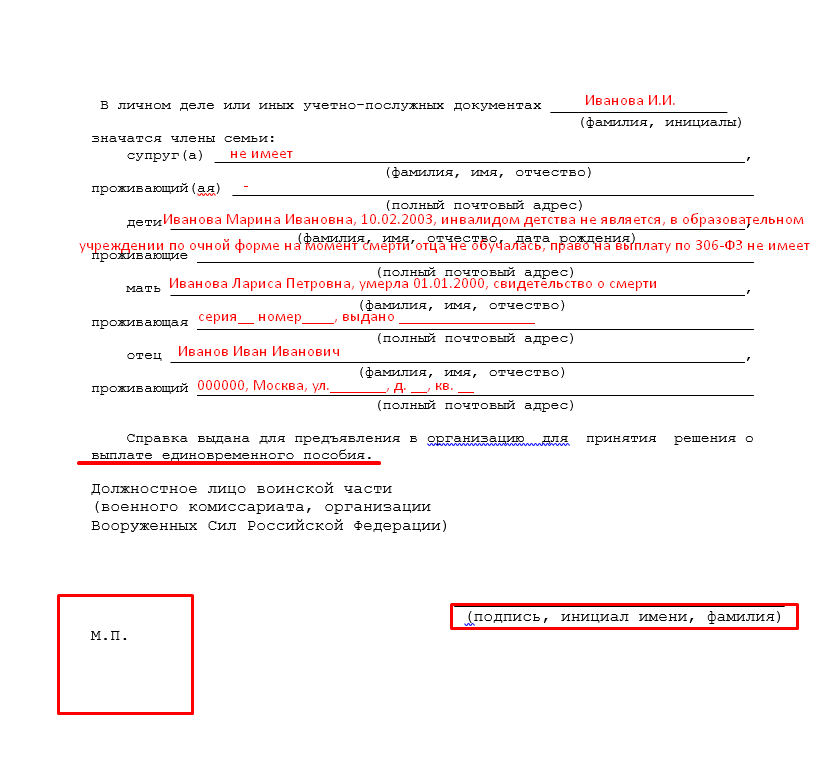 В личном деле или иных учетно-послужных документах Иванова И.И.
(фамилия, инициалы)
значатся члены семьи:
супруг(а) не имеет,
(фамилия, имя, отчество)
проживающий(ая) -
(полный почтовый адрес)
дети Иванова Марина Ивановна, 10.02.2003, инвалидом детства не является, в образовательном,
(фамилия, имя, отчество, дата рождения)
учреждении по очной форме на момент смерти отца не обучалась, право на выплату по 306-ФЗ не имеет
проживающие
(полный почтовый адрес)
мать Иванова Лариса Петровна, умерла 01.01.2000, свидетельство о смерти,
(фамилия, имя, отчество)
проживающая серия__ номер____, выдано _________________
(полный почтовый адрес)
отец Иванов Иван Иванович,
(фамилия, имя, отчество)
проживающий 000000, Москва, ул._______, д. __, кв. __
(полный почтовый адрес)
Справка выдана для предъявления в организацию для принятия решения о
выплате единовременного пособия.
Должностное лицо воинской части
(военного комиссариата, организации
Вооруженных Сил Российской Федерации)
(подпись, инициал имени, фамилия)
М.П.